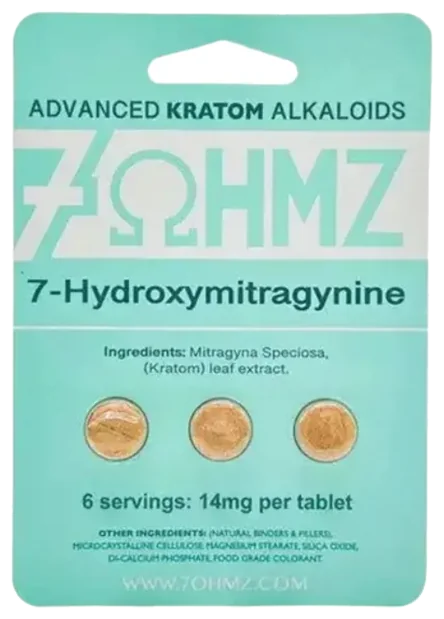 ADVANCED KRATOM ALKALOIDS
7ΩHMZ
7-Hydroxymitragynine
Ingredients: Mitragyna Speciosa,
(Kratom) leaf extract.
6 servings: 14mg per tablet
OTHER INGREDIENTS: (NATURAL BINDERS & FILLERS),
MICROCRYSTALLINE CELLULOSE, MAGNESIUM STEARATE, SILICA OXIDE,
DI-CALCIUM PHOSPHATE, FOOD GRADE COLORANT.
WWW.7OHMZ.COM